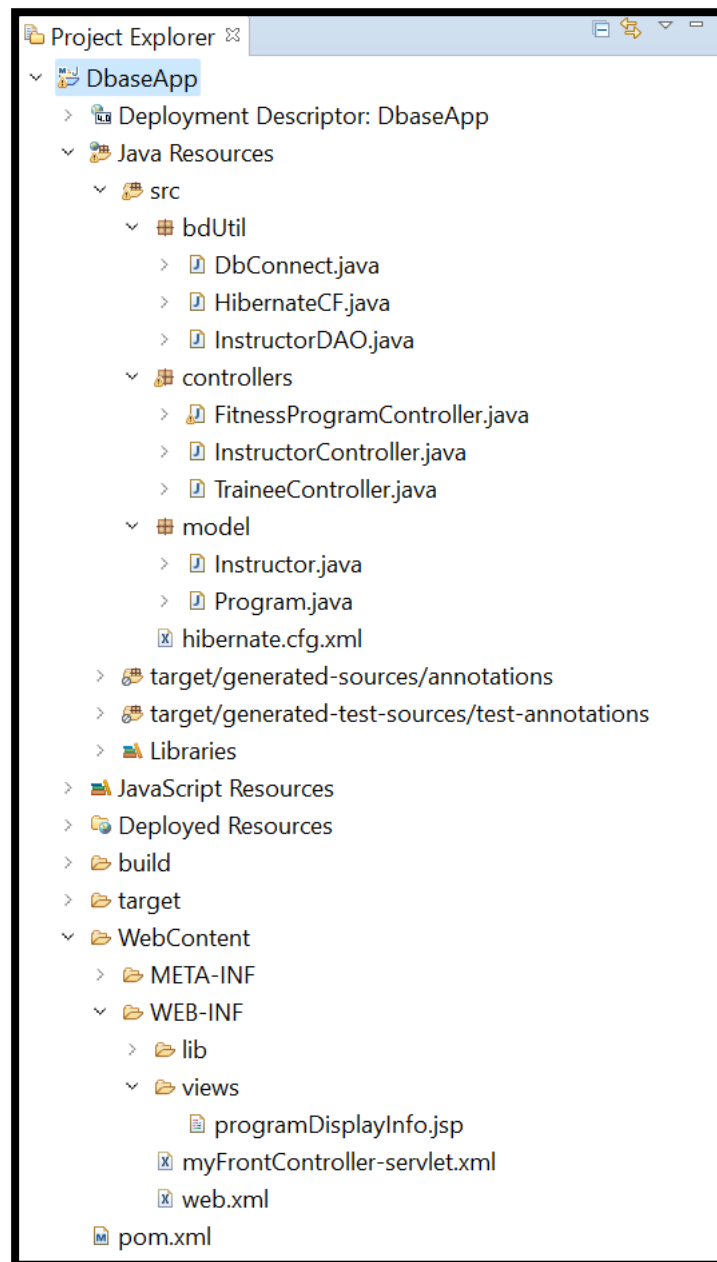 Project Explorer
DbaseApp
Deployment Descriptor: DbaseApp
Java Resources
src
bdUtil
DbConnect.java
HibernateCF.java
InstructorDAO.java
controllers
FitnessProgramController.java
InstructorController.java
TraineeController.java
model
Instructor.java
Program.java
hibernate.cfg.xml
target/generated-sources/annotations
target/generated-test-sources/test-annotations
Libraries
JavaScript Resources
Deployed Resources
build
target
WebContent
META-INF
WEB-INF
lib
views
programDisplayInfo.jsp
myFrontController-servlet.xml
web.xml
pom.xml